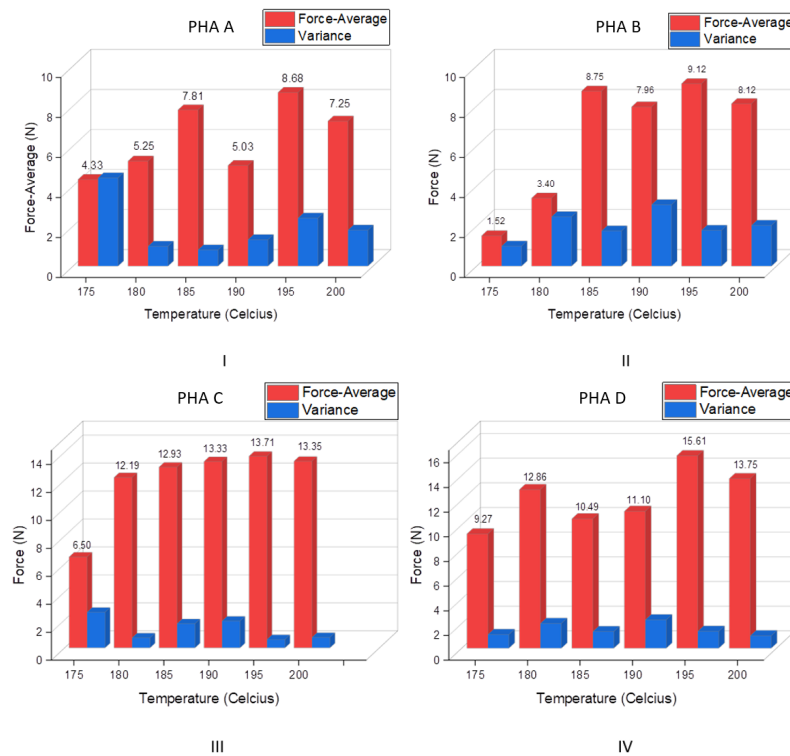 PHA A
Force-Average
Variance
10
8
6
4
2
0
Force-Average (N)
4.33
5.25
7.81
5.03
8.68
7.25
175 180 185 190 195 200
Temperature (Celcius)
I
PHA B
Force-Average
Variance
10
8
6
4
2
0
Force (N)
1.52
3.40
8.75
7.96
9.12
8.12
175 180 185 190 195 200
Temperature (Celcius)
II
PHA C
Force-Average
Variance
14
12
10
8
6
4
2
0
Force (N)
6.50
12.19
12.93
13.33
13.71
13.35
175 180 185 190 195 200
Temperature (Celcius)
III
PHA D
Force-Average
Variance
16
14
12
10
8
6
4
2
0
Force (N)
9.27
12.86
10.49
11.10
15.61
13.75
175 180 185 190 195 200
Temperature (Celcius)
IV